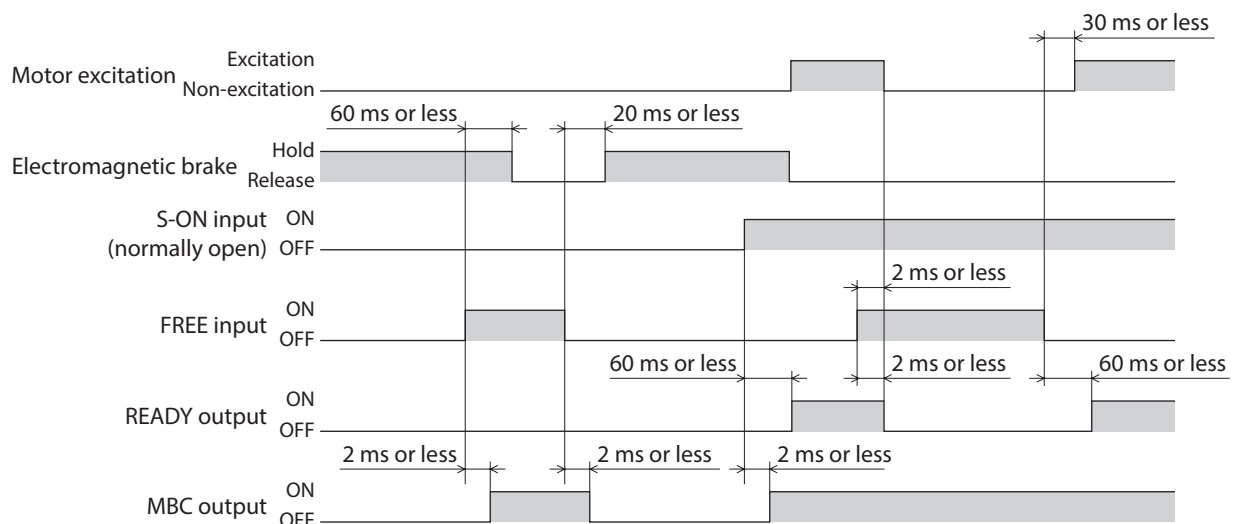 30 ms or less
Motor excitation
Excitation
Non-excitation
60 ms or less
20 ms or less
Electromagnetic brake
Hold
Release
S-ON input
(normally open)
ON
OFF
2 ms or less
FREE input
ON
OFF
60 ms or less
2 ms or less
60 ms or less
READY output
ON
OFF
2 ms or less
2 ms or less
2 ms or less
MBC output
ON
OFF